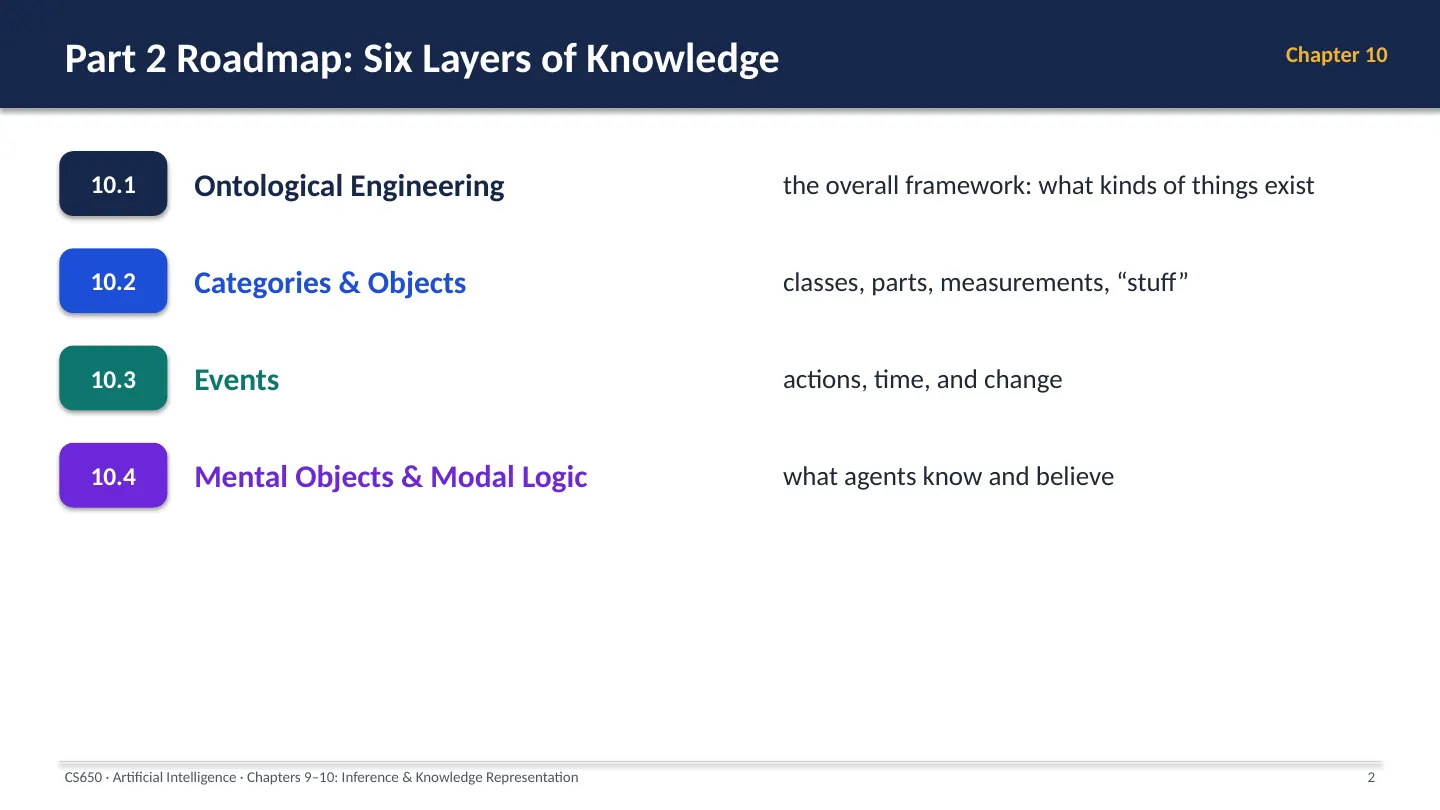 Part 2 Roadmap: Six Layers of Knowledge
Chapter 10
10.1 Ontological Engineering the overall framework: what kinds of things exist
10.2 Categories & Objects classes, parts, measurements, “stuff”
10.3 Events actions, time, and change
10.4 Mental Objects & Modal Logic what agents know and believe
CS650 · Artificial Intelligence · Chapters 9–10: Inference & Knowledge Representation
2